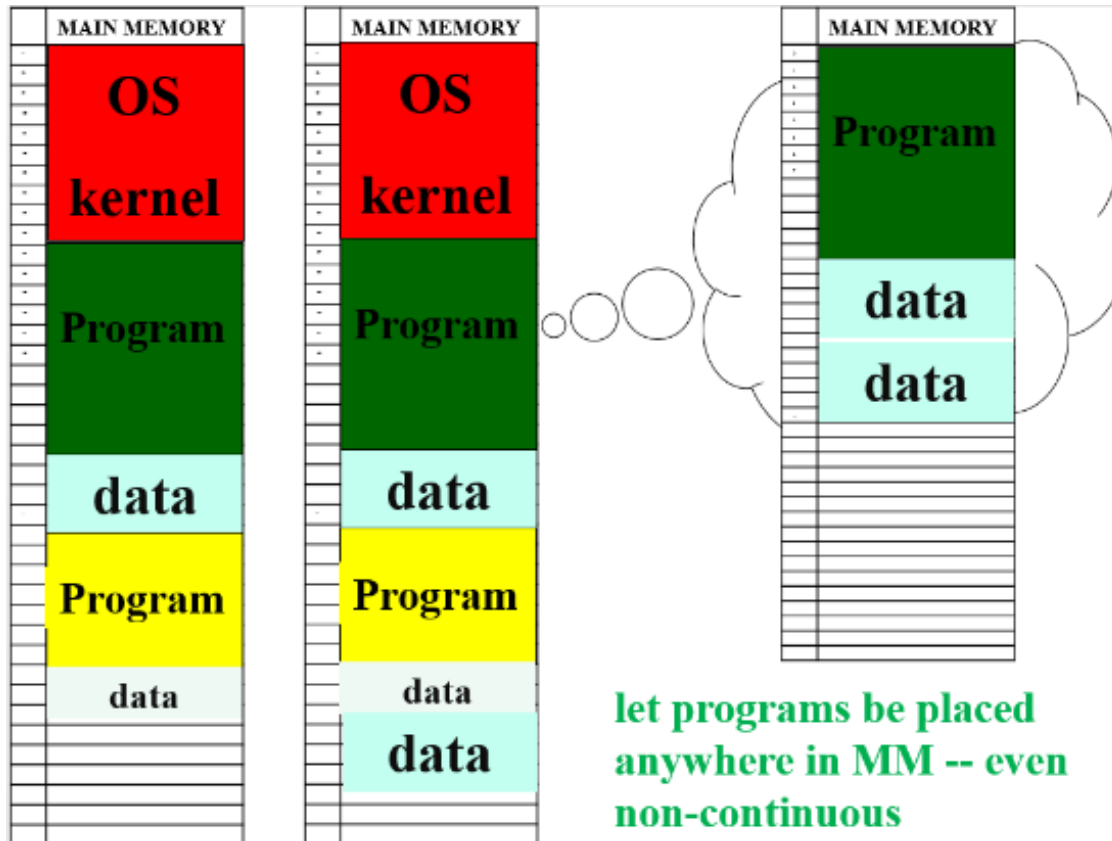 MAIN MEMORY
OS
kernel
Program
data
Program
data
MAIN MEMORY
OS
kernel
Program
data
Program
data
data
MAIN MEMORY
Program
data
data
let programs be placed
anywhere in MM -- even
non-continuous